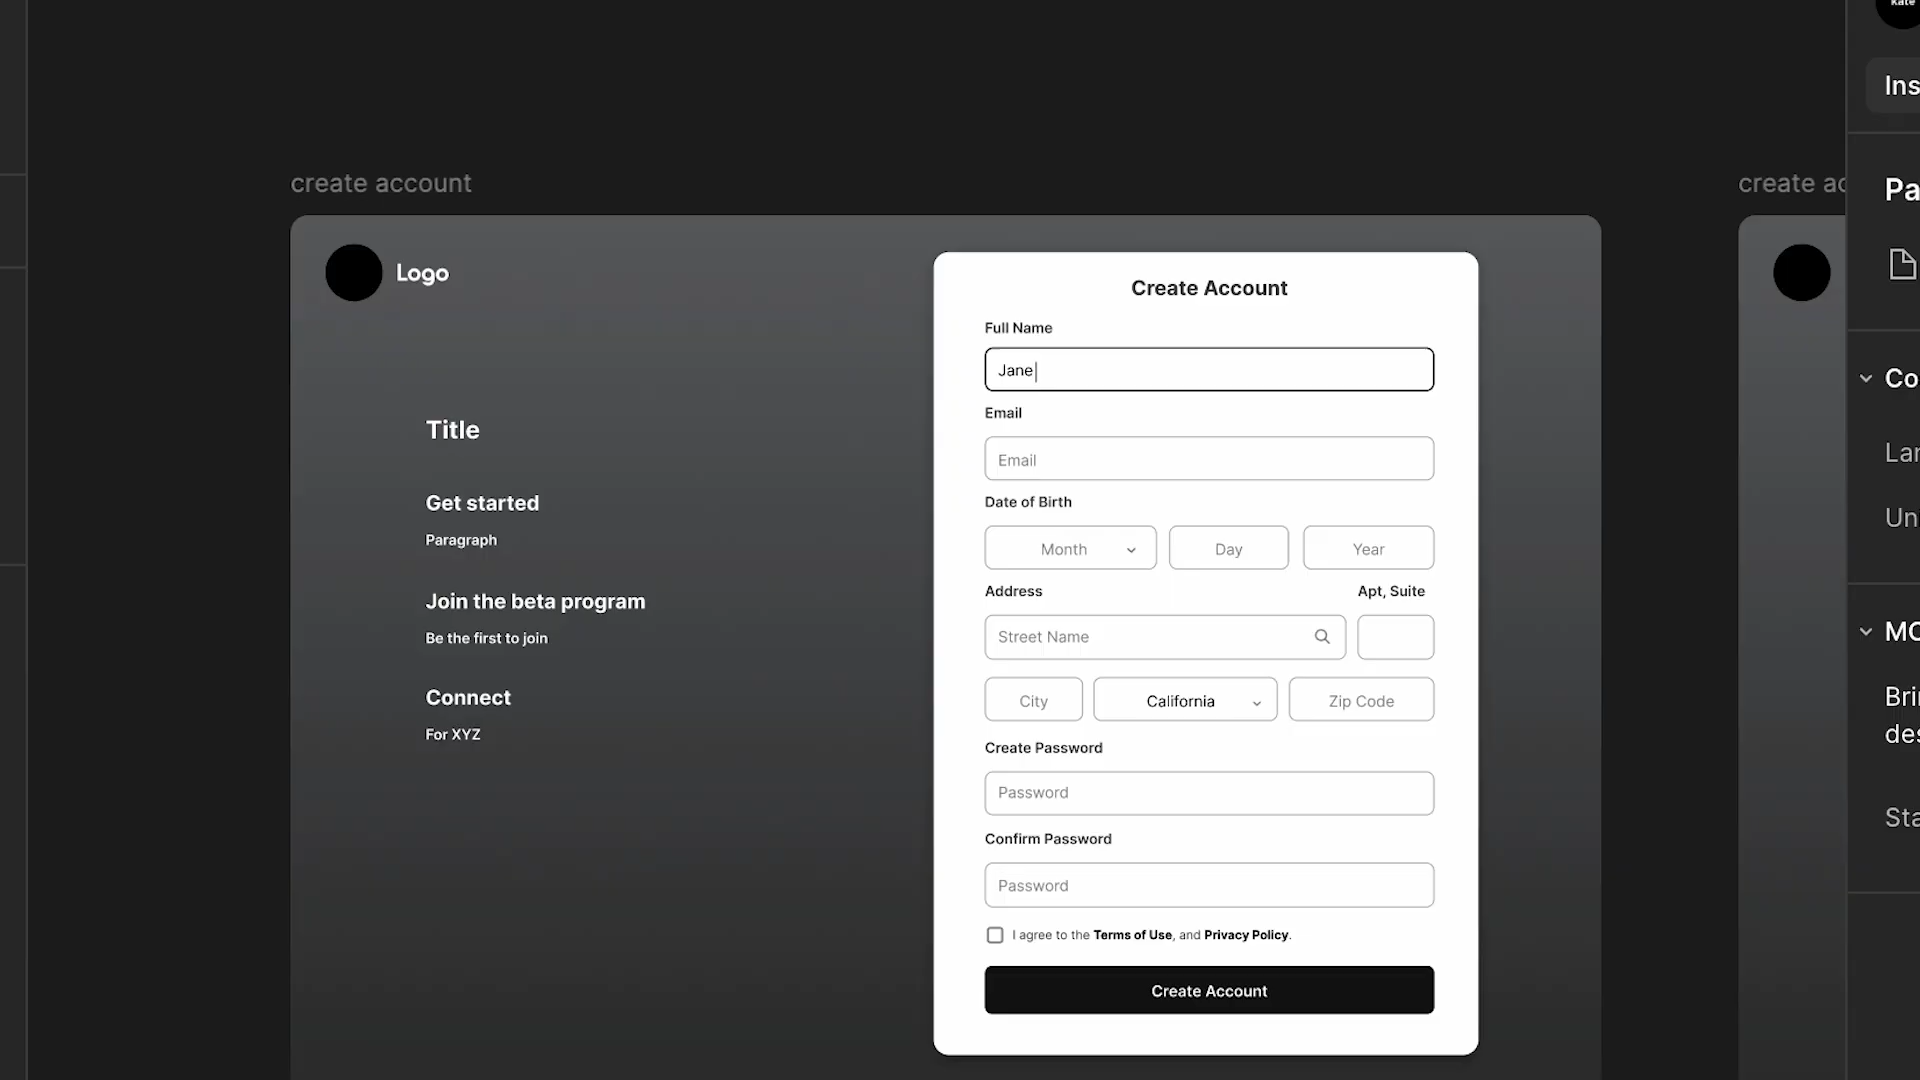 Kate
Ins
create account
create ac
Pa
Logo
Create Account
Full Name
Jane
Co
Email
Title
Email
Lar
Get started
Date of Birth
Un
Paragraph
Month
Day
Year
Address
Apt, Suite
Join the beta program
Be the first to join
Street Name
MC
Connect
City
California
Zip Code
Bri
For XYZ
des
Create Password
Password
Sta
Confirm Password
Password
I agree to the Terms of Use, and Privacy Policy.
Create Account